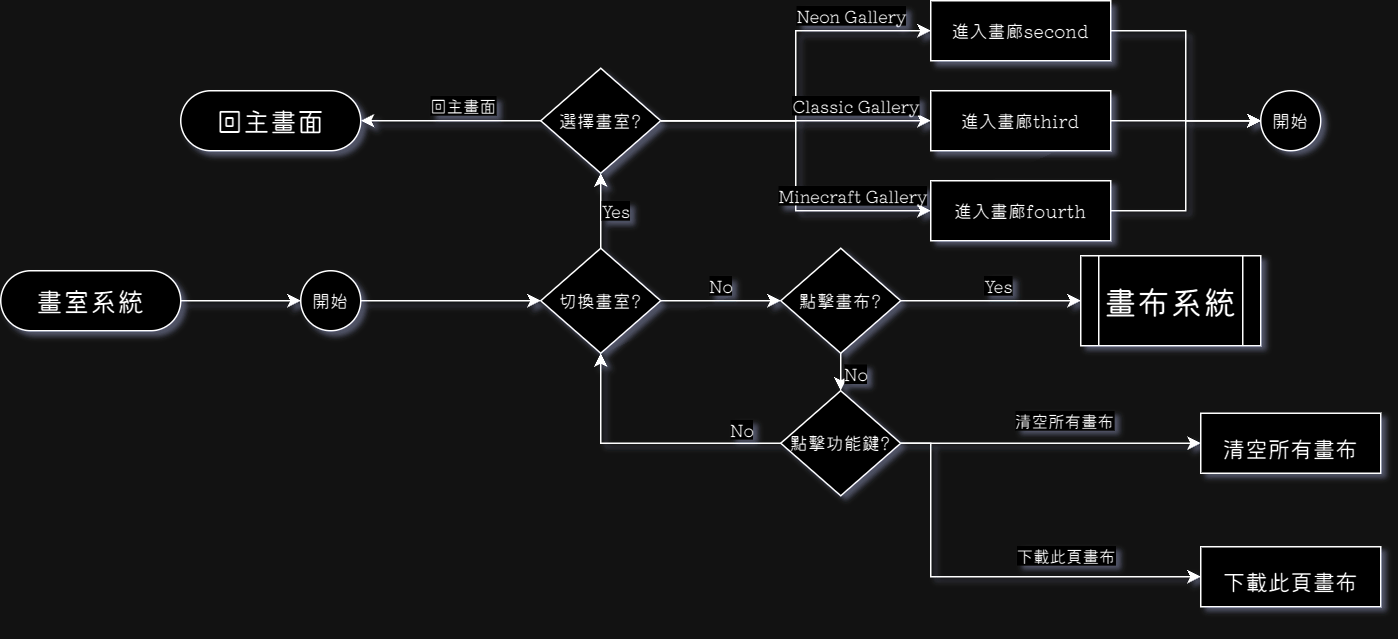 Neon Gallery
進入畫廊second
回主畫面
回主畫面
選擇畫室?
Classic Gallery
進入畫廊third
開始
Minecraft Gallery
進入畫廊fourth
Yes
畫室系統
開始
切換畫室?
No
點擊畫布?
Yes
畫布系統
No
No
點擊功能鍵?
清空所有畫布
清空所有畫布
下載此頁畫布
下載此頁畫布